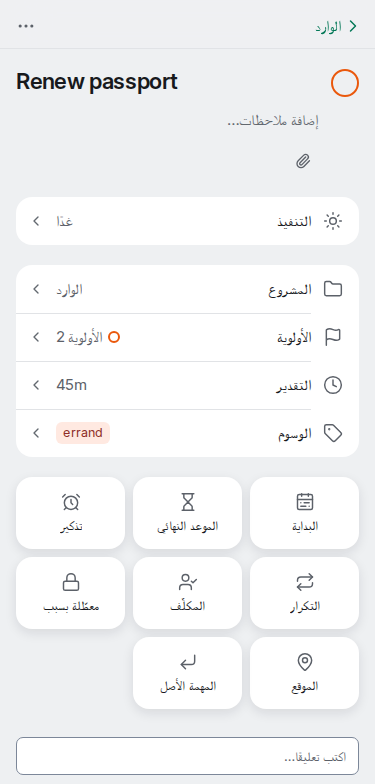 الوارد
Renew passport
إضافة ملاحظات...
التنفيذ غدًا
المشروع الوارد
الأولوية الأولوية 2
التقدير 45m
الوسوم errand
البداية الموعد النهائي تذكير
التكرار المكلّف معطّلة بسبب
الموقع المهمة الأصل
اكتب تعليقًا...